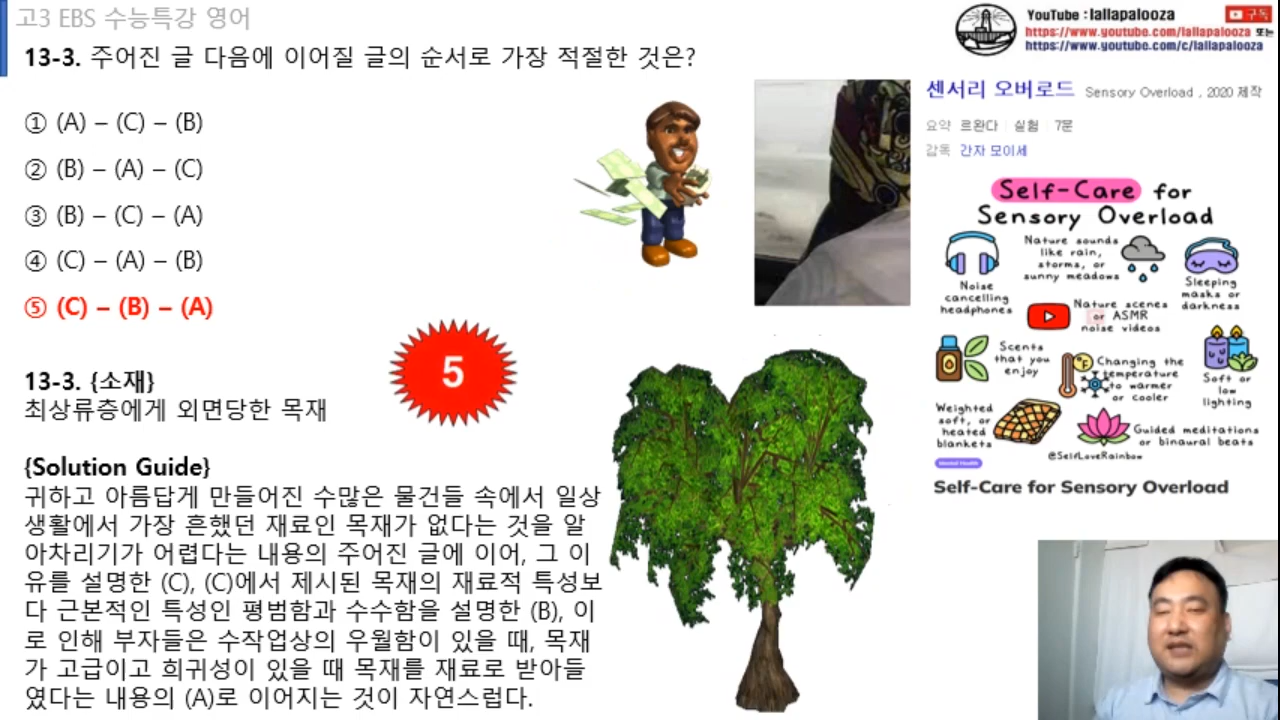 고3 EBS 수능특강 영어
13-3. 주어진 글 다음에 이어질 글의 순서로 가장 적절한 것은?
① (A) – (C) – (B)
② (B) – (A) – (C)
③ (B) – (C) – (A)
④ (C) – (A) – (B)
⑤ (C) – (B) – (A)
5
13-3. {소재}
최상류층에게 외면당한 목재
{Solution Guide}
귀하고 아름답게 만들어진 수많은 물건들 속에서 일상
생활에서 가장 흔했던 재료인 목재가 없다는 것을 알
아차리기가 어렵다는 내용의 주어진 글에 이어, 그 이
유를 설명한 (C), (C)에서 제시된 목재의 재료적 특성보
다 근본적인 특성인 평범함과 수수함을 설명한 (B), 이
로 인해 부자들은 수작업상의 우월함이 있을 때, 목재
가 고급이고 희귀성이 있을 때 목재를 재료로 받아들
였다는 내용의 (A)로 이어지는 것이 자연스럽다.
YouTube : lallapalooza
구독
https://www.youtube.com/lallapalooza 또는
https://www.youtube.com/c/lallapalooza
센서리 오버로드 Sensory Overload , 2020 제작
요약 르완다 | 실험 | 7분
감독 간자 모이세
Self-Care for
Sensory Overload
Noise
cancelling
headphones
Nature sounds
like rain,
storms, or
sunny meadows
Sleeping
masks or
darkness
Nature scenes
or ASMR
noise videos
Scents
that you
enjoy
°F
Changing the
temperature
to warmer
or cooler
Soft or
low
lighting
Weighted
soft, or
heated
blankets
Guided meditations
or binaural beats
@SelfLoveRainbow
Mental Health
Self-Care for Sensory Overload